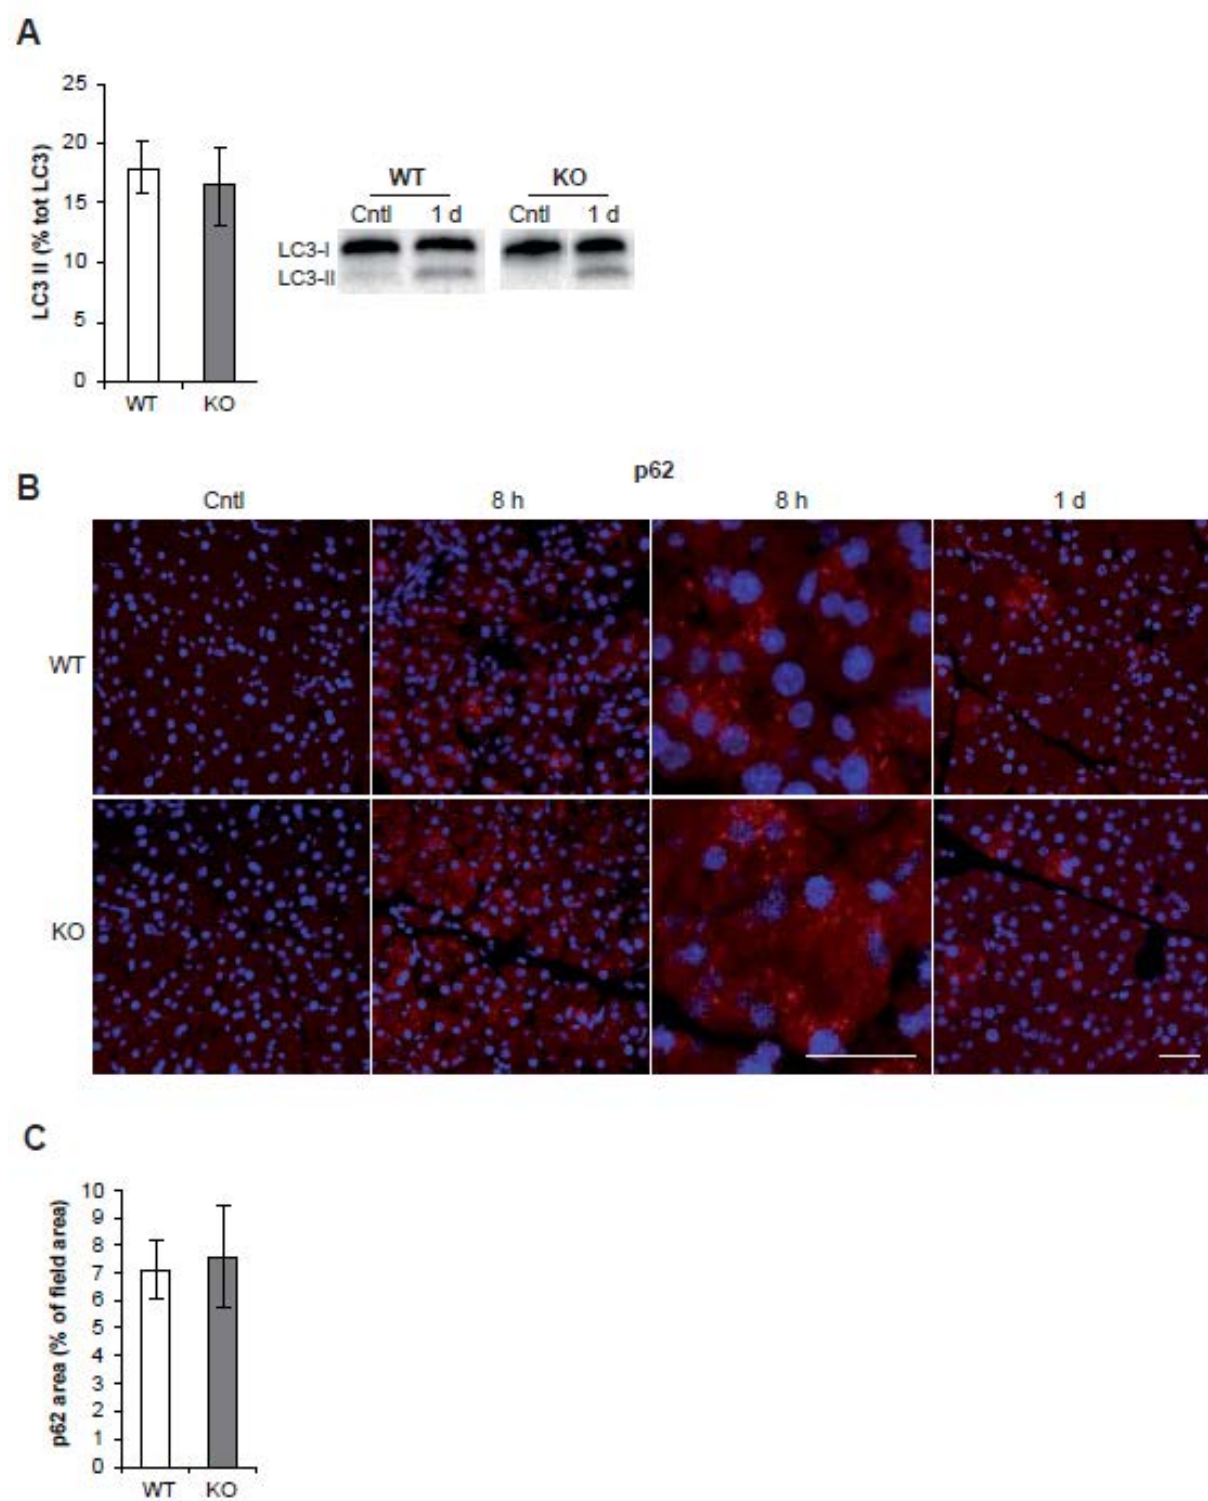 A
LC3 II (% tot LC3)
25
20
15
10
5
0
WT
KO
WT KO
Cntl 1 d Cntl 1 d
LC3-I
LC3-II
B
p62
Cntl 8 h 8 h 1 d
WT
KO
C
p62 area (% of field area)
10
9
8
7
6
5
4
3
2
1
0
WT KO